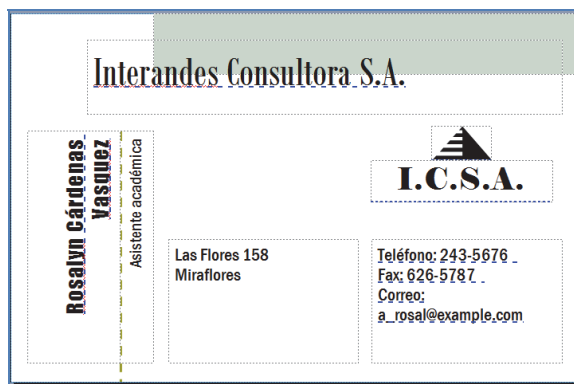 Interandes Consultora S.A.
Rosalyn Cárdenas
Vasquez
Asistente académica
I.C.S.A.
Las Flores 158
Miraflores
Teléfono: 243-5676
Fax: 626-5787
Correo:
a_rosal@example.com